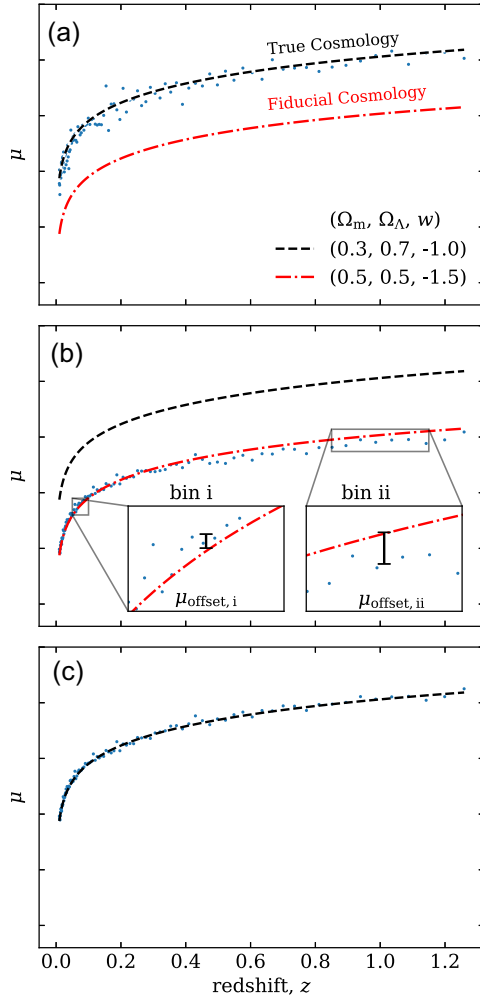 (a)
True Cosmology
Fiducial Cosmology
μ
(Ωm, ΩΛ, w)
(0.3, 0.7, -1.0)
(0.5, 0.5, -1.5)
(b)
μ
bin i
bin ii
μoffset, i
μoffset, ii
(c)
μ
0.0 0.2 0.4 0.6 0.8 1.0 1.2
redshift, z